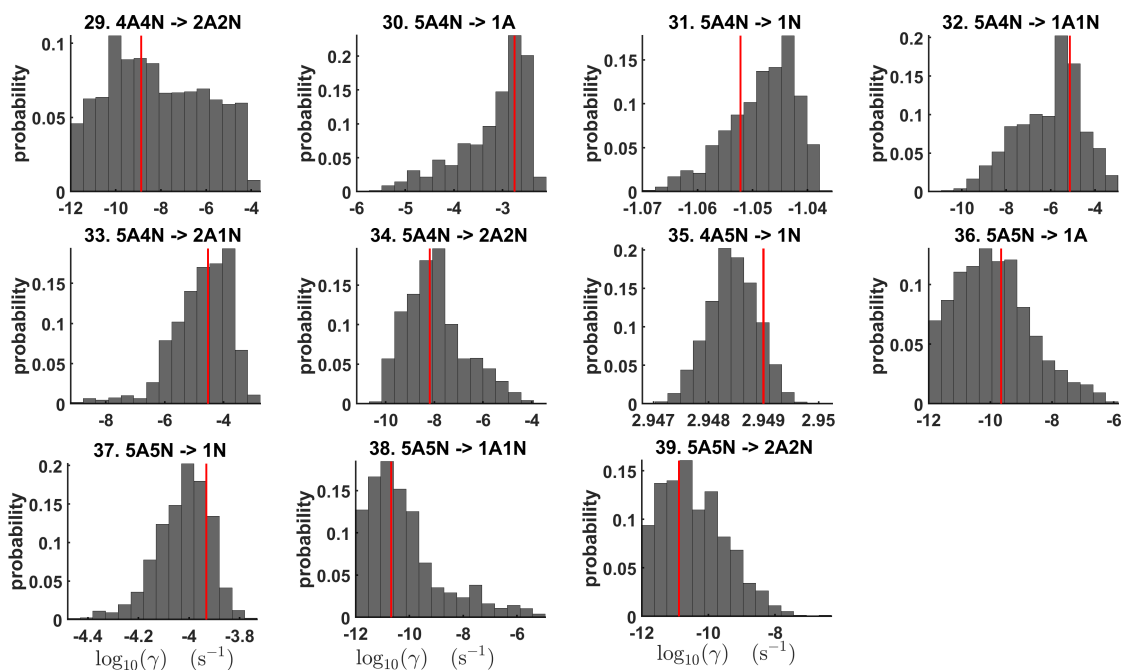 29. 4A4N -> 2A2N
probability
0.1
0.05
0
-12 -10 -8 -6 -4
30. 5A4N -> 1A
probability
0.2
0.15
0.1
0.05
0
-6 -5 -4 -3
31. 5A4N -> 1N
probability
0.15
0.1
0.05
0
-1.07 -1.06 -1.05 -1.04
32. 5A4N -> 1A1N
probability
0.2
0.15
0.1
0.05
0
-10 -8 -6 -4
33. 5A4N -> 2A1N
probability
0.15
0.1
0.05
0
-8 -6 -4
34. 5A4N -> 2A2N
probability
0.15
0.1
0.05
0
-10 -8 -6 -4
35. 4A5N -> 1N
probability
0.2
0.15
0.1
0.05
0
2.947 2.948 2.949 2.95
36. 5A5N -> 1A
probability
0.1
0.05
0
-12 -10 -8 -6
37. 5A5N -> 1N
probability
0.2
0.15
0.1
0.05
0
-4.4 -4.2 -4 -3.8
log10(γ) (s⁻¹)
38. 5A5N -> 1A1N
probability
0.15
0.1
0.05
0
-12 -10 -8 -6
log10(γ) (s⁻¹)
39. 5A5N -> 2A2N
probability
0.15
0.1
0.05
0
-12 -10 -8
log10(γ) (s⁻¹)